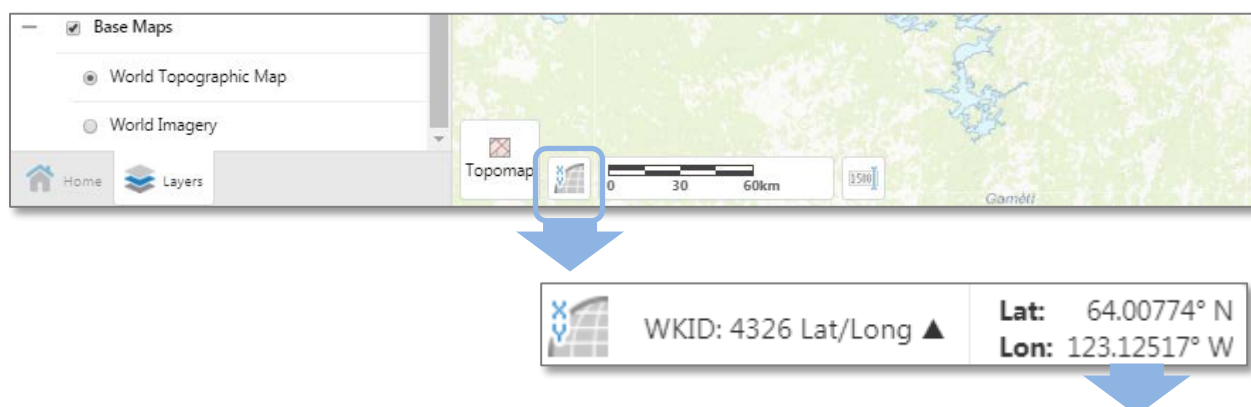 Base Maps
World Topographic Map
World Imagery
Home
Layers
Topomap
X
Y
0 30 60km
1500
Gamètì
X
Y
WKID: 4326 Lat/Long ▲
Lat: 64.00774° N
Lon: 123.12517° W